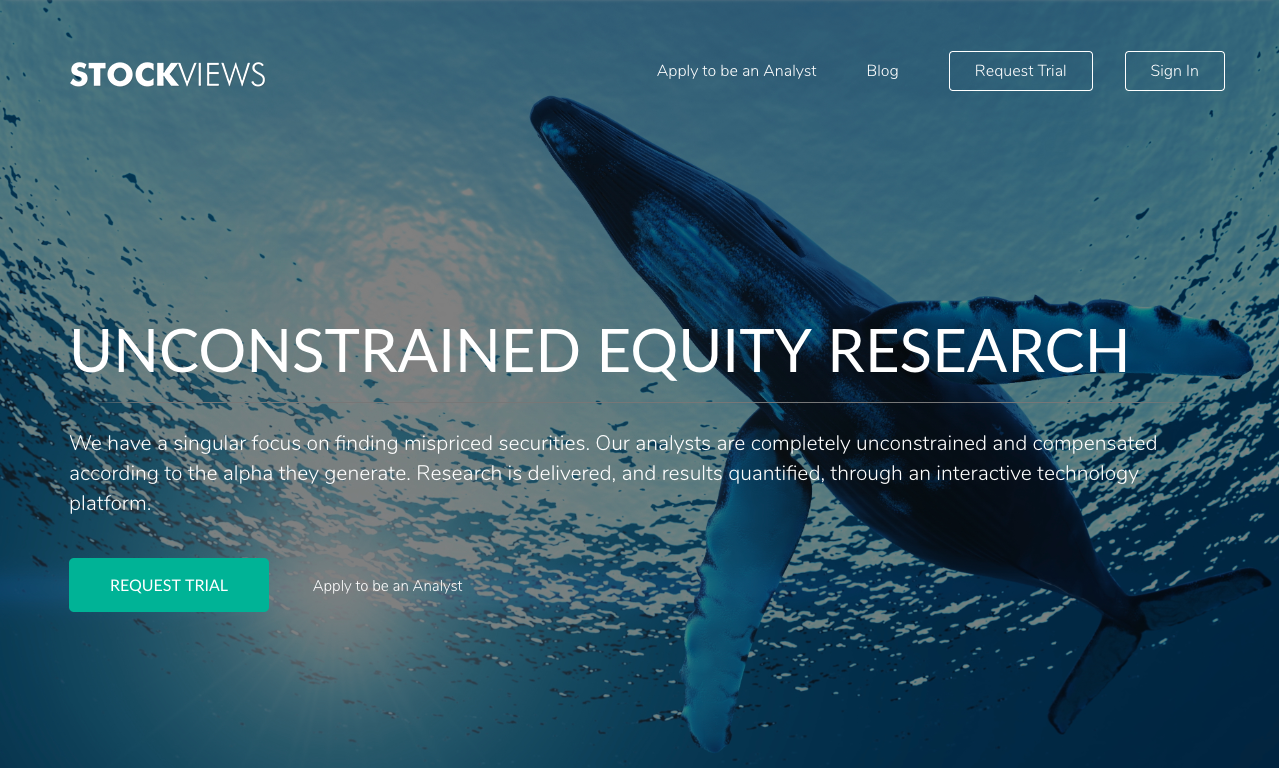 STOCKVIEWS
Apply to be an Analyst
Blog
Request Trial
Sign In
UNCONSTRAINED EQUITY RESEARCH
We have a singular focus on finding mispriced securities. Our analysts are completely unconstrained and compensated
according to the alpha they generate. Research is delivered, and results quantified, through an interactive technology
platform.
REQUEST TRIAL
Apply to be an Analyst